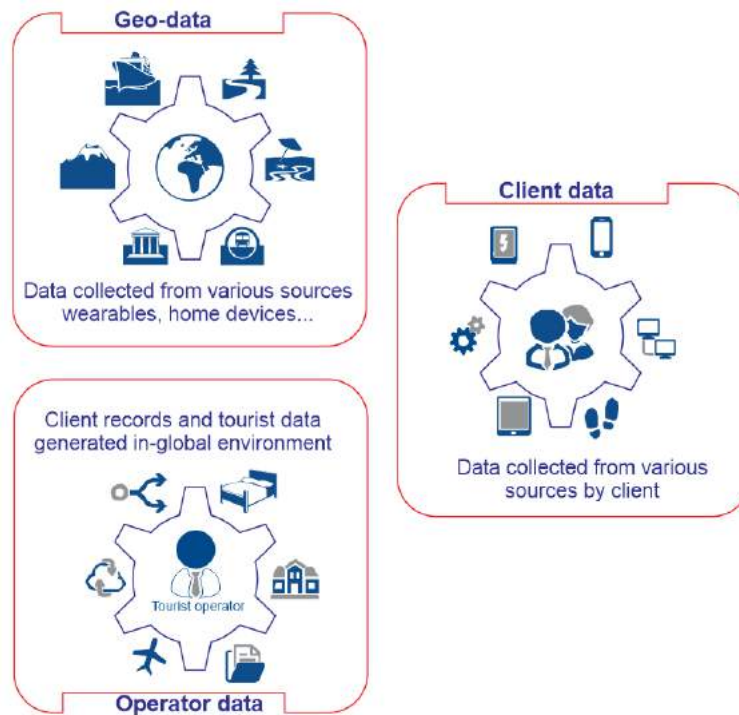 Geo-data
Data collected from various sources
wearables, home devices...
Client data
Data collected from various
sources by client
Client records and tourist data
generated in-global environment
Tourist operator
Operator data